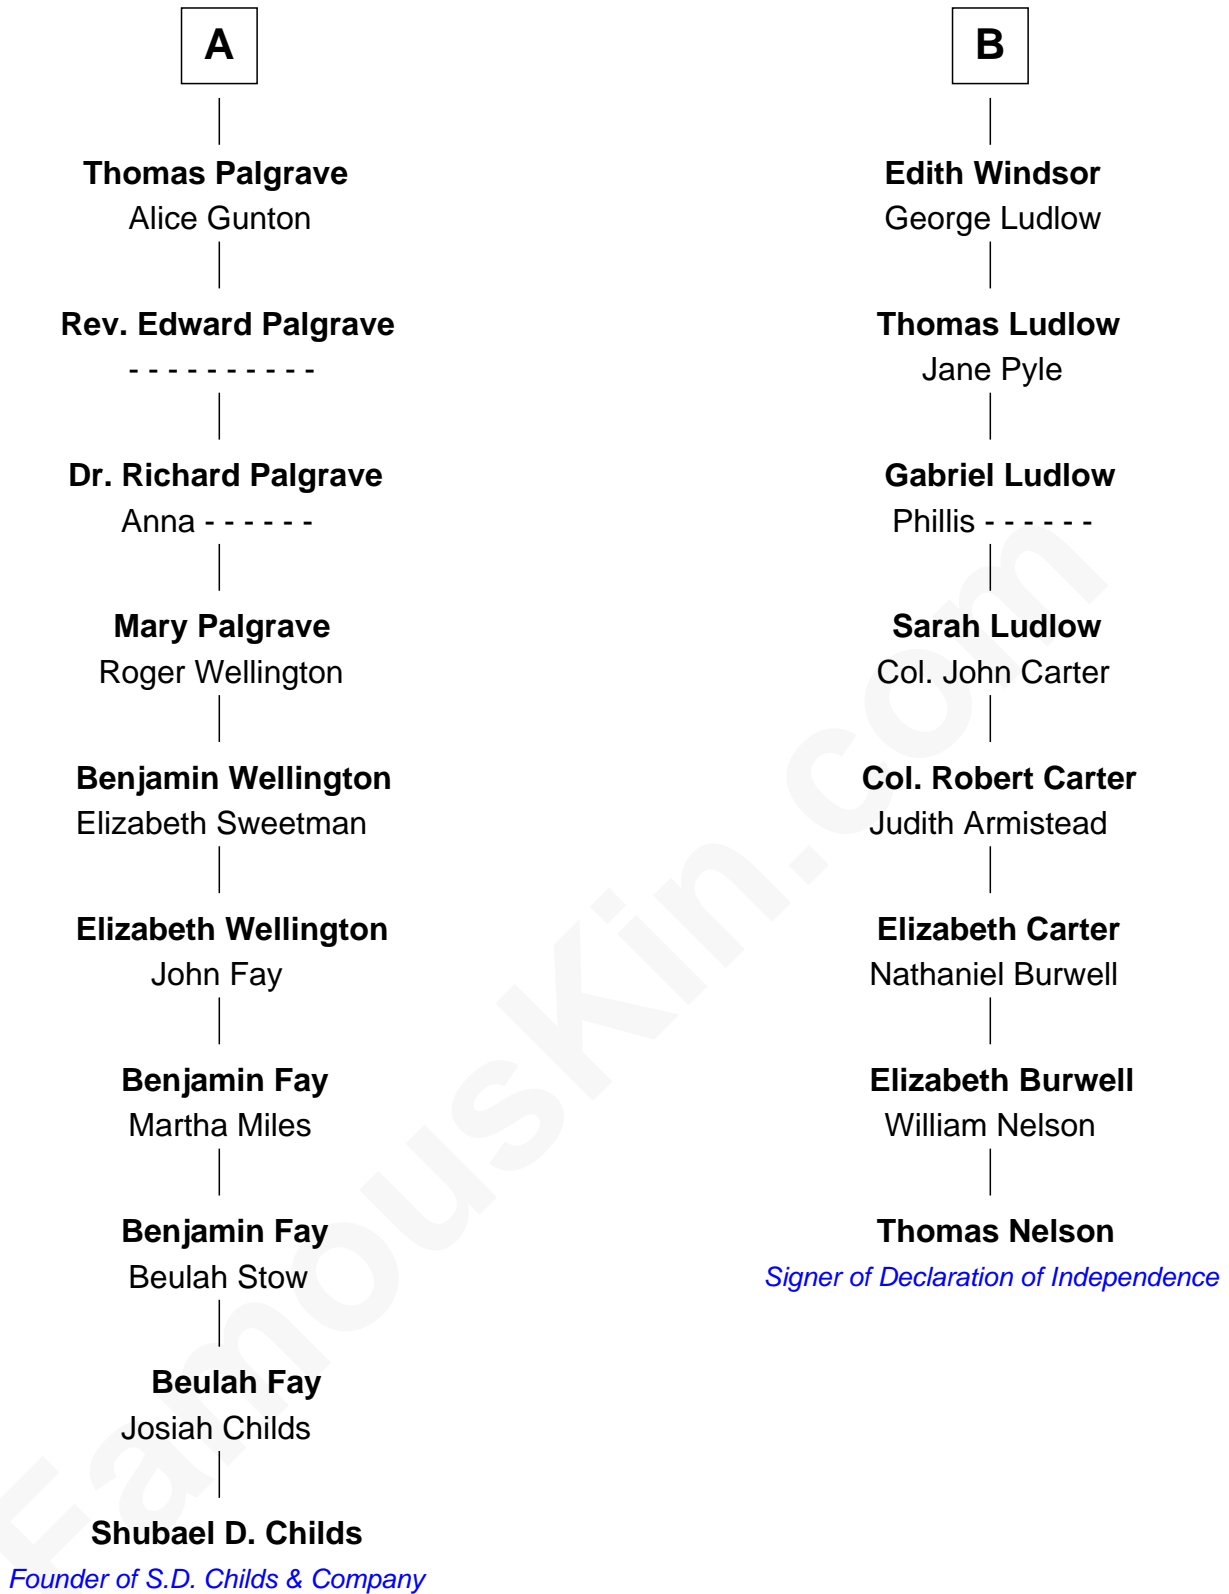 A
Thomas Palgrave
Alice Gunton
Rev. Edward Palgrave
- - - - - - - - - -
Dr. Richard Palgrave
Anna - - - - - -
Mary Palgrave
Roger Wellington
Benjamin Wellington
Elizabeth Sweetman
Elizabeth Wellington
John Fay
Benjamin Fay
Martha Miles
Benjamin Fay
Beulah Stow
Beulah Fay
Josiah Childs
Shubael D. Childs
Founder of S.D. Childs & Company
B
Edith Windsor
George Ludlow
Thomas Ludlow
Jane Pyle
Gabriel Ludlow
Phillis - - - - - -
Sarah Ludlow
Col. John Carter
Col. Robert Carter
Judith Armistead
Elizabeth Carter
Nathaniel Burwell
Elizabeth Burwell
William Nelson
Thomas Nelson
Signer of Declaration of Independence
FamousKin.com